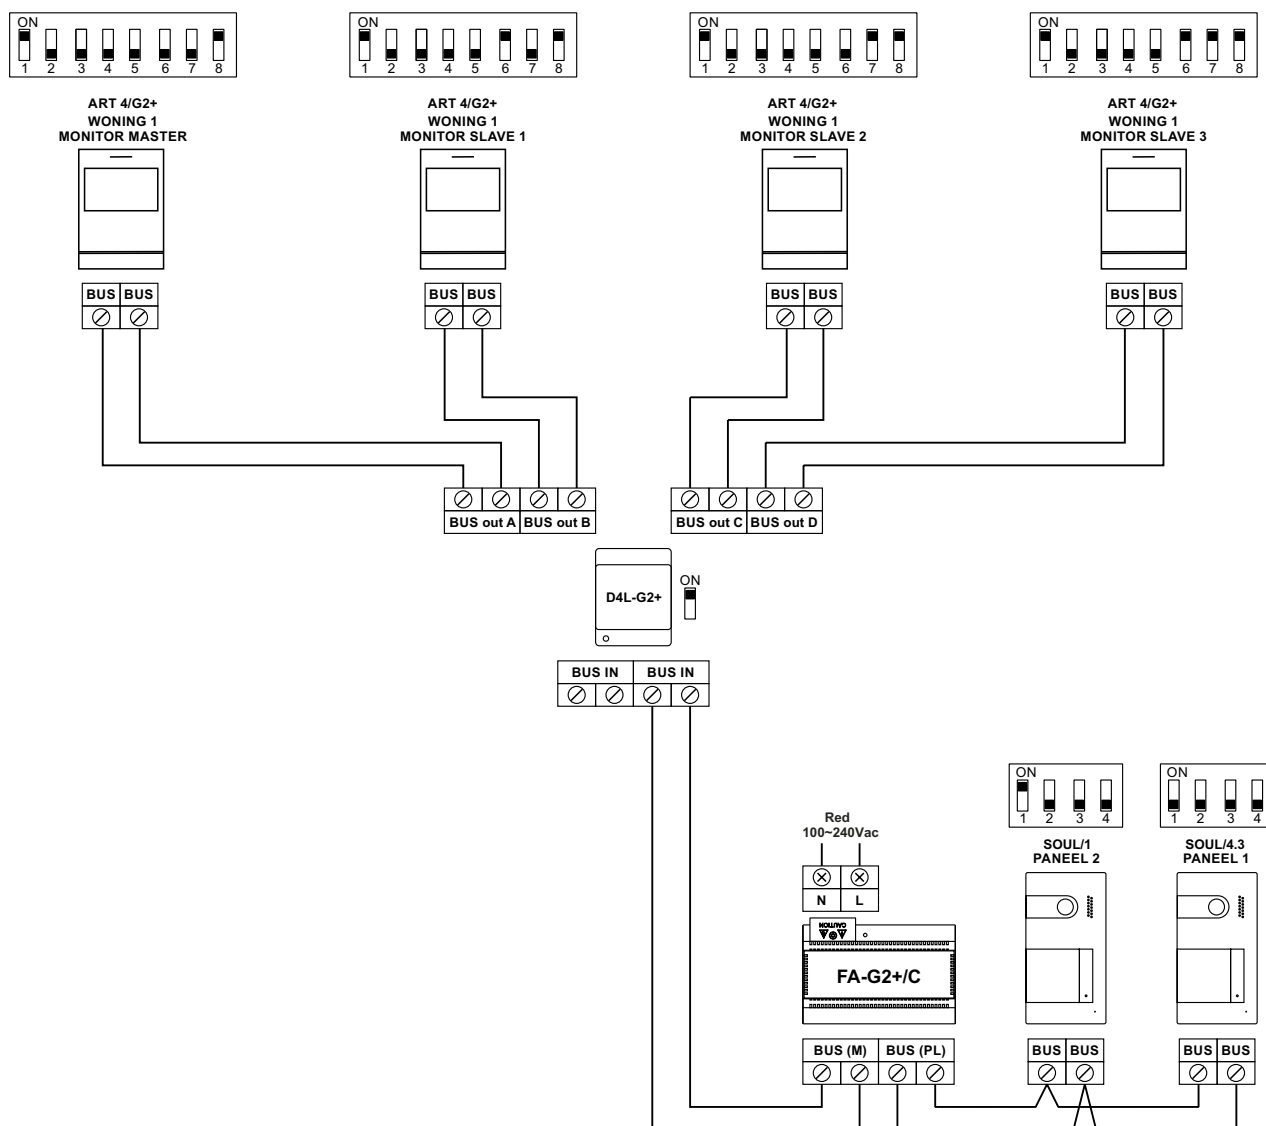 ON ON ON ON
1 2 3 4 5 6 7 8 1 2 3 4 5 6 7 8 1 2 3 4 5 6 7 8 1 2 3 4 5 6 7 8
ART 4/G2+
WONING 1
MONITOR MASTER
ART 4/G2+
WONING 1
MONITOR SLAVE 1
ART 4/G2+
WONING 1
MONITOR SLAVE 2
ART 4/G2+
WONING 1
MONITOR SLAVE 3
BUS BUS BUS BUS BUS BUS BUS BUS
BUS out A BUS out B BUS out C BUS out D
ON
D4L-G2+
BUS IN BUS IN
ON ON
1 2 3 4 1 2 3 4
Red
100~240Vac
SOUL/1
PANEEL 2
SOUL/4.3
PANEEL 1
N L
CAUTION
FA-G2+/C
BUS (M) BUS (PL) BUS BUS BUS BUS